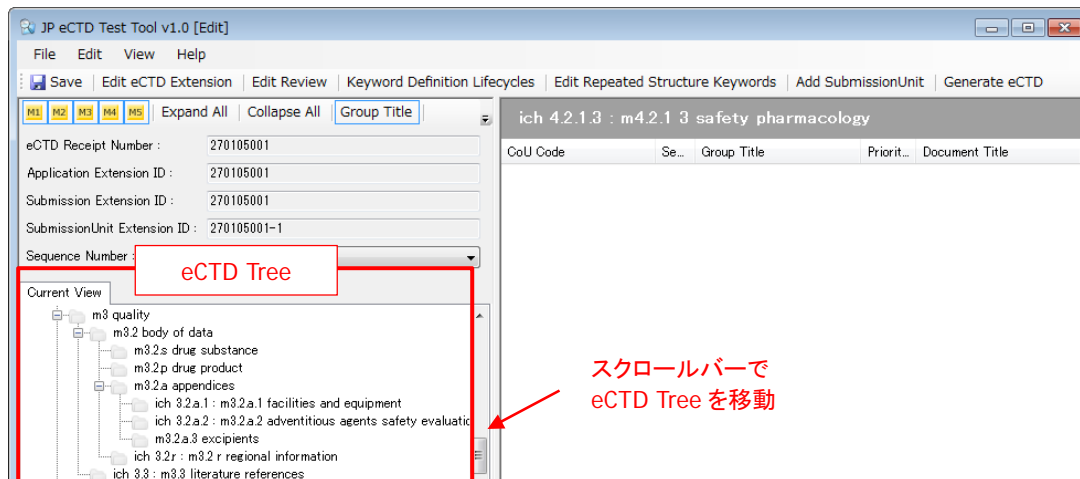 JP eCTD Test Tool v1.0 [Edit]
File Edit View Help
Save Edit eCTD Extension Edit Review Keyword Definition Lifecycles Edit Repeated Structure Keywords Add SubmissionUnit Generate eCTD
M1 M2 M3 M4 M5 Expand All Collapse All Group Title
eCTD Receipt Number : 270105001
Application Extension ID : 270105001
Submission Extension ID : 270105001
SubmissionUnit Extension ID : 270105001-1
Sequence Number :
eCTD Tree
Current View
m3 quality
m3.2 body of data
m3.2.s drug substance
m3.2.p drug product
m3.2.a appendices
ich 3.2.a.1 : m3.2.a.1 facilities and equipment
ich 3.2.a.2 : m3.2.a.2 adventitious agents safety evaluatio
m3.2.a.3 excipients
ich 3.2.r : m3.2 r regional information
ich 3.3 : m3.3 literature references
ich 4.2.1.3 : m4.2.1 3 safety pharmacology
CoU Code Se... Group Title Priorit... Document Title
スクロールバーで
eCTD Tree を移動